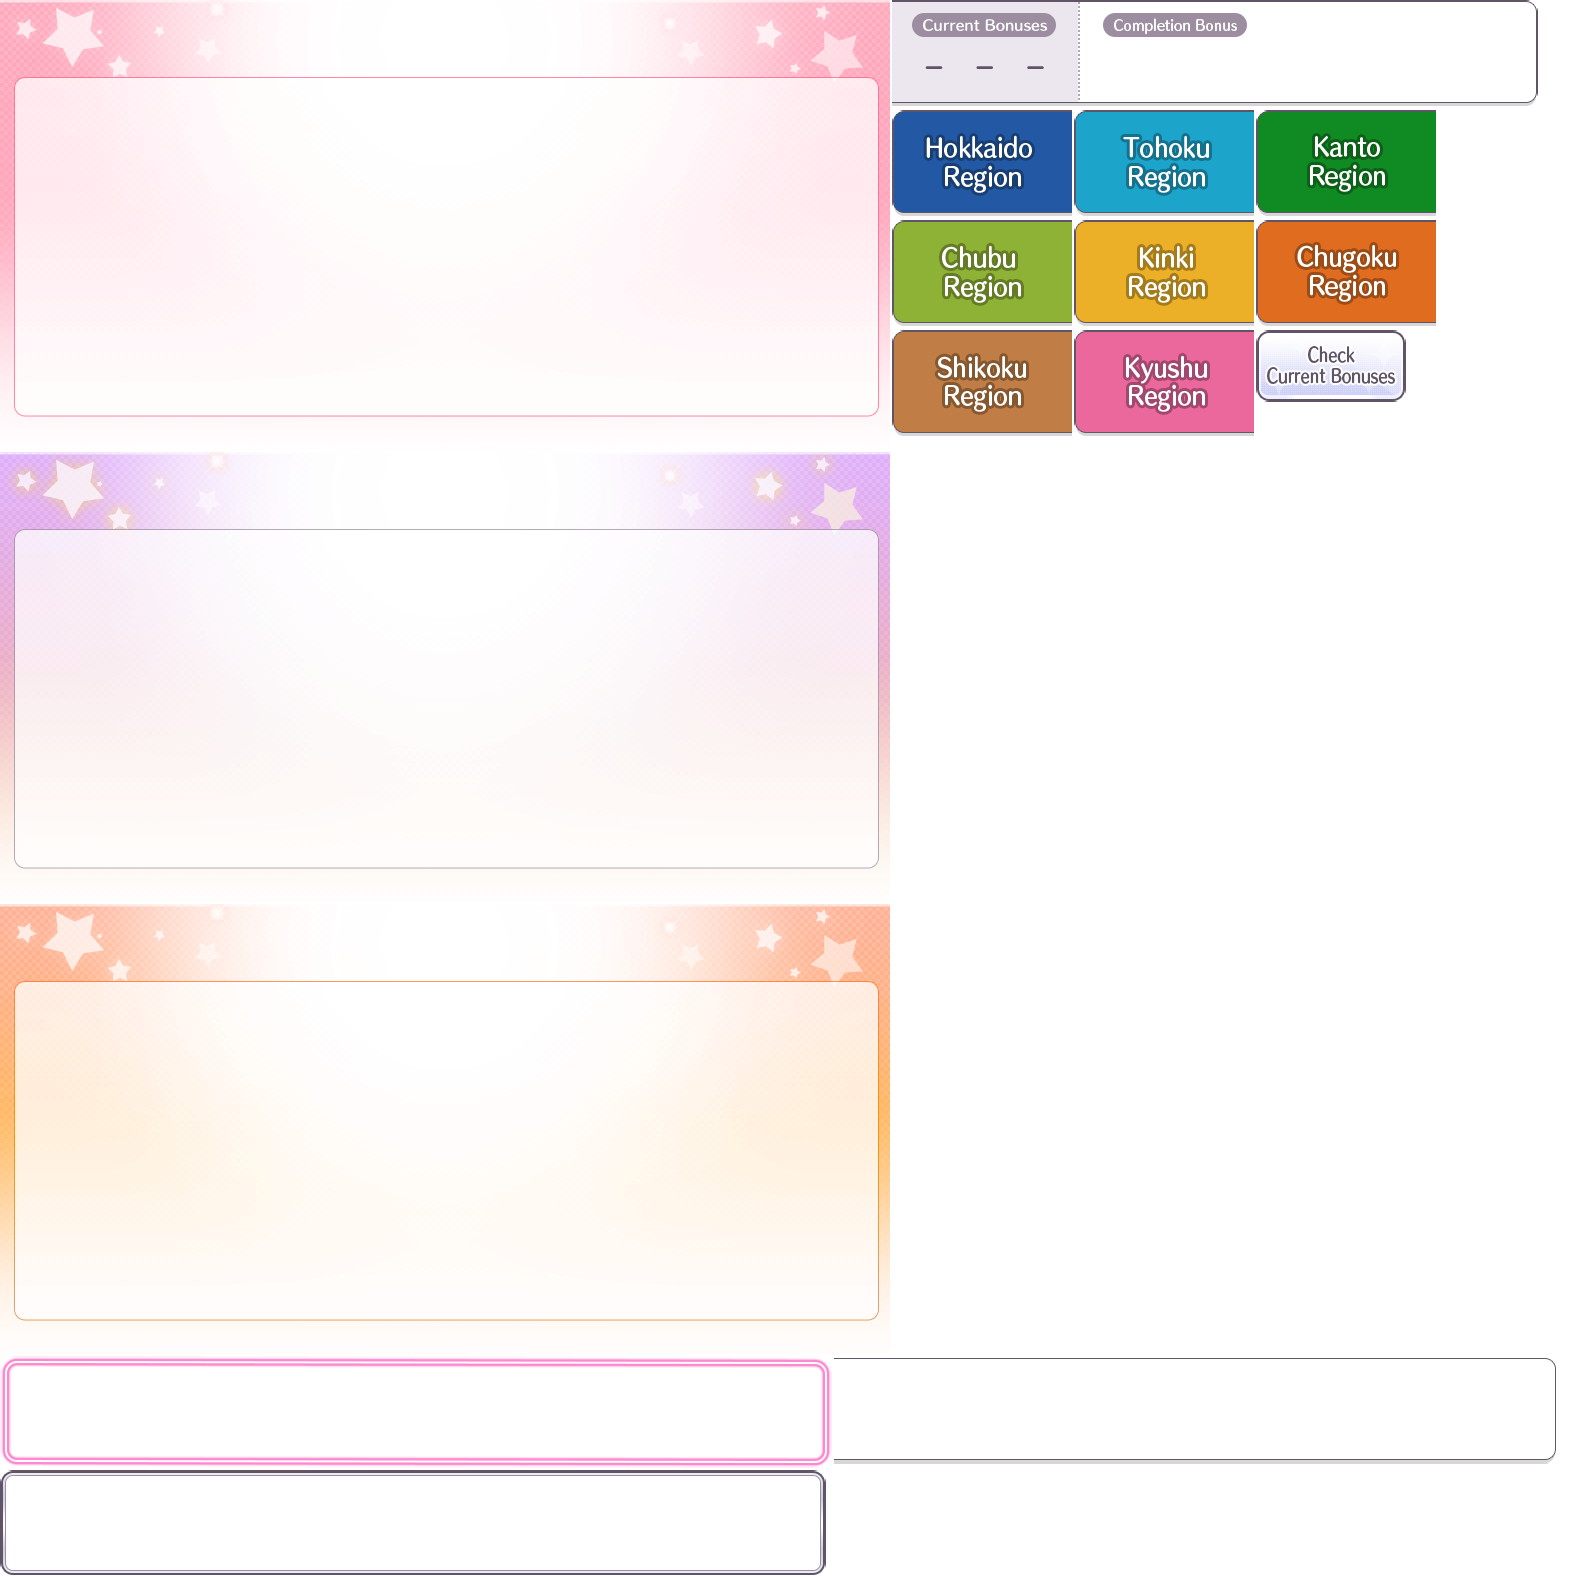 Current Bonuses
Completion Bonus
– – –
Hokkaido
Region
Tohoku
Region
Kanto
Region
Chubu
Region
Kinki
Region
Chugoku
Region
Shikoku
Region
Kyushu
Region
Check
Current Bonuses